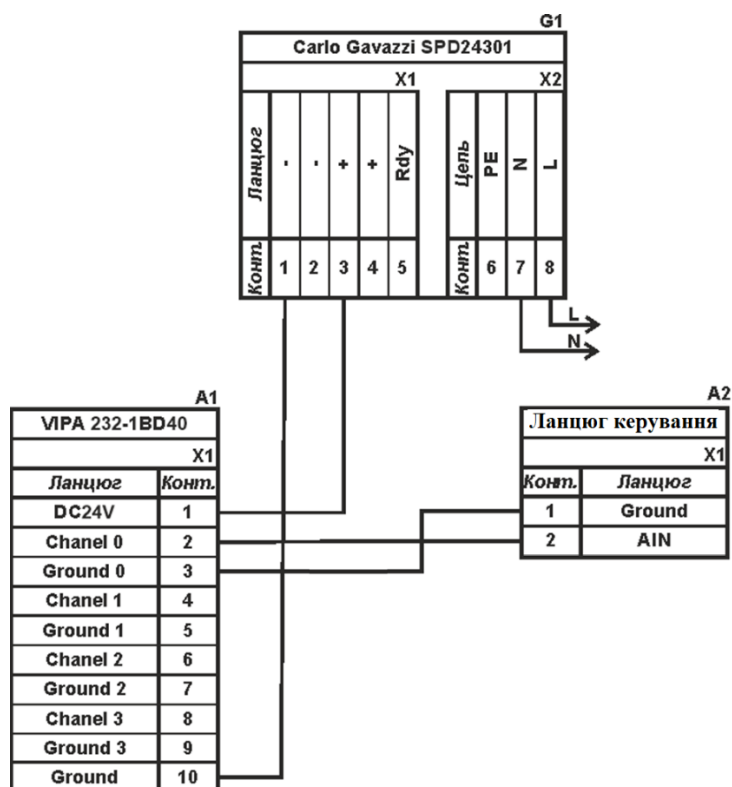 G1
Carlo Gavazzi SPD24301
X1 X2
Ланцюг - - + + Rdy Цепь PE N L
Конт. 1 2 3 4 5 Конт. 6 7 8
L
N
A1
VIPA 232-1BD40
X1
Ланцюг Конт.
DC24V 1
Chanel 0 2
Ground 0 3
Chanel 1 4
Ground 1 5
Chanel 2 6
Ground 2 7
Chanel 3 8
Ground 3 9
Ground 10
A2
Ланцюг керування
X1
Конт. Ланцюг
1 Ground
2 AIN